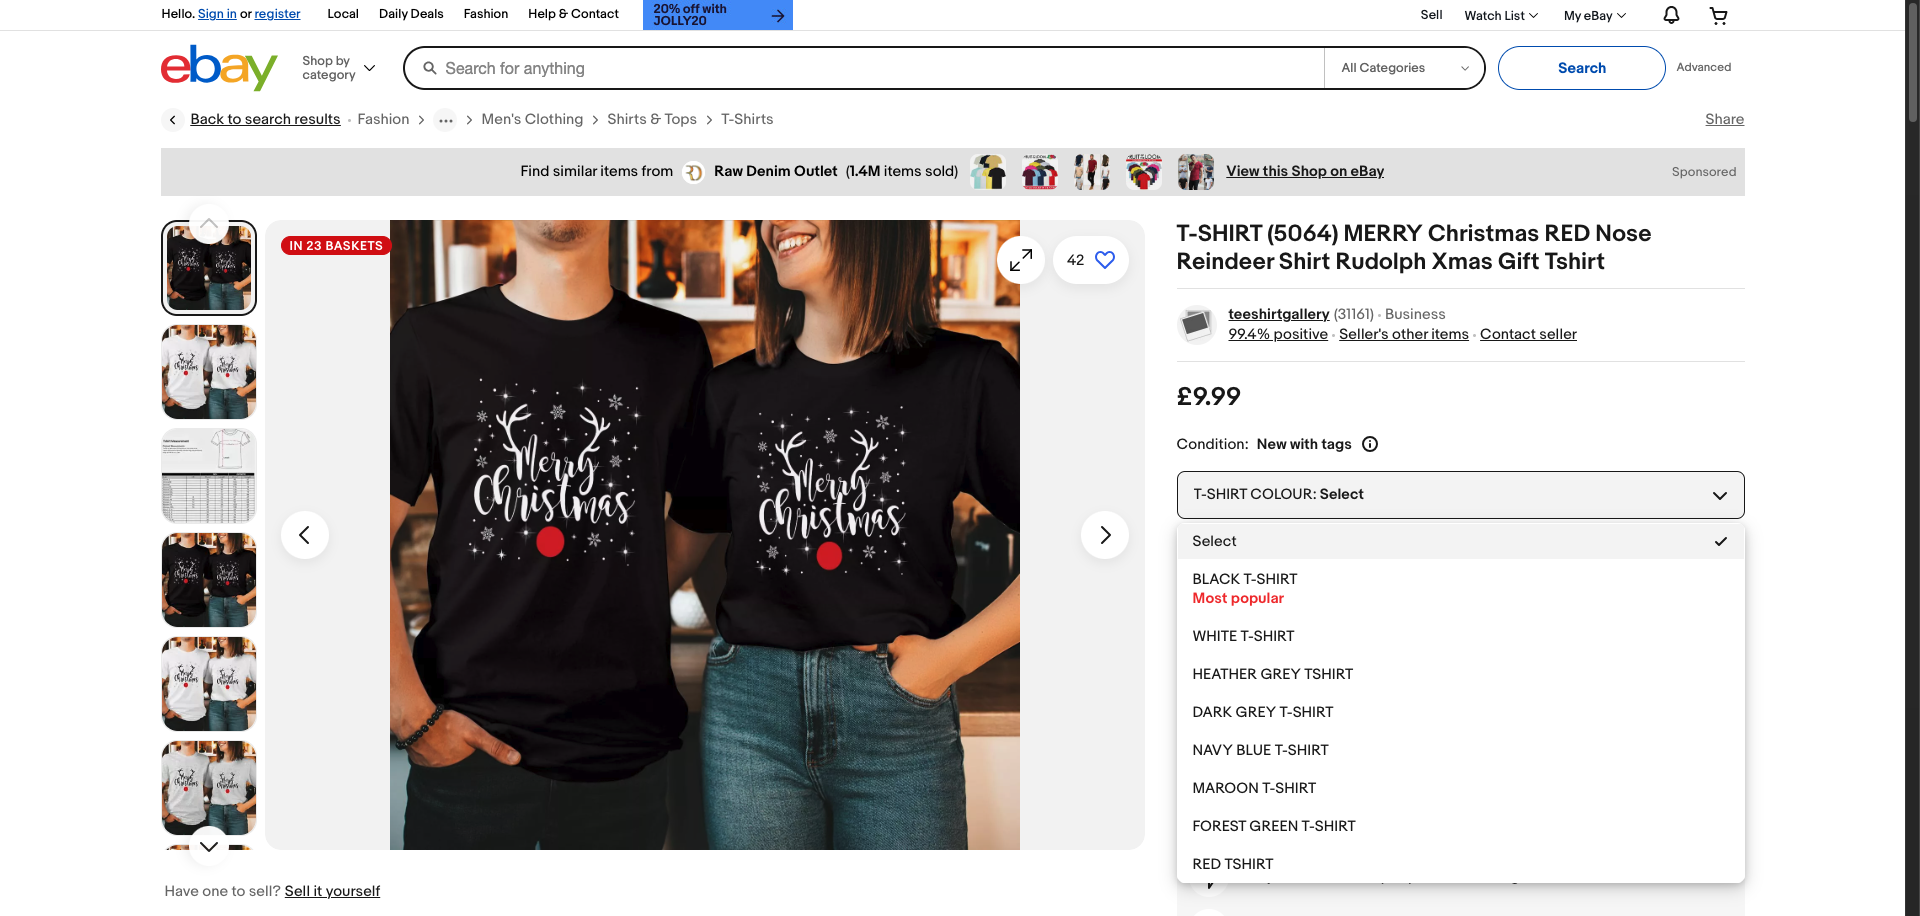 Hello. Sign in or register
Local
Daily Deals
Fashion
Help & Contact
20% off with
JOLLY20
Sell
Watch List
My eBay
ebay
Shop by
category
Search for anything
All Categories
Search
Advanced
Back to search results
Fashion
Men's Clothing
Shirts & Tops
T-Shirts
Share
Find similar items from
Raw Denim Outlet (1.4M items sold)
View this Shop on eBay
Sponsored
IN 23 BASKETS
42
Merry
Christmas
Merry
Christmas
T-SHIRT (5064) MERRY Christmas RED Nose
Reindeer Shirt Rudolph Xmas Gift Tshirt
teeshirtgallery (31161) · Business
99.4% positive · Seller's other items · Contact seller
£9.99
Condition: New with tags
T-SHIRT COLOUR: Select
Select
BLACK T-SHIRT
Most popular
WHITE T-SHIRT
HEATHER GREY TSHIRT
DARK GREY T-SHIRT
NAVY BLUE T-SHIRT
MAROON T-SHIRT
FOREST GREEN T-SHIRT
RED TSHIRT
Have one to sell? Sell it yourself